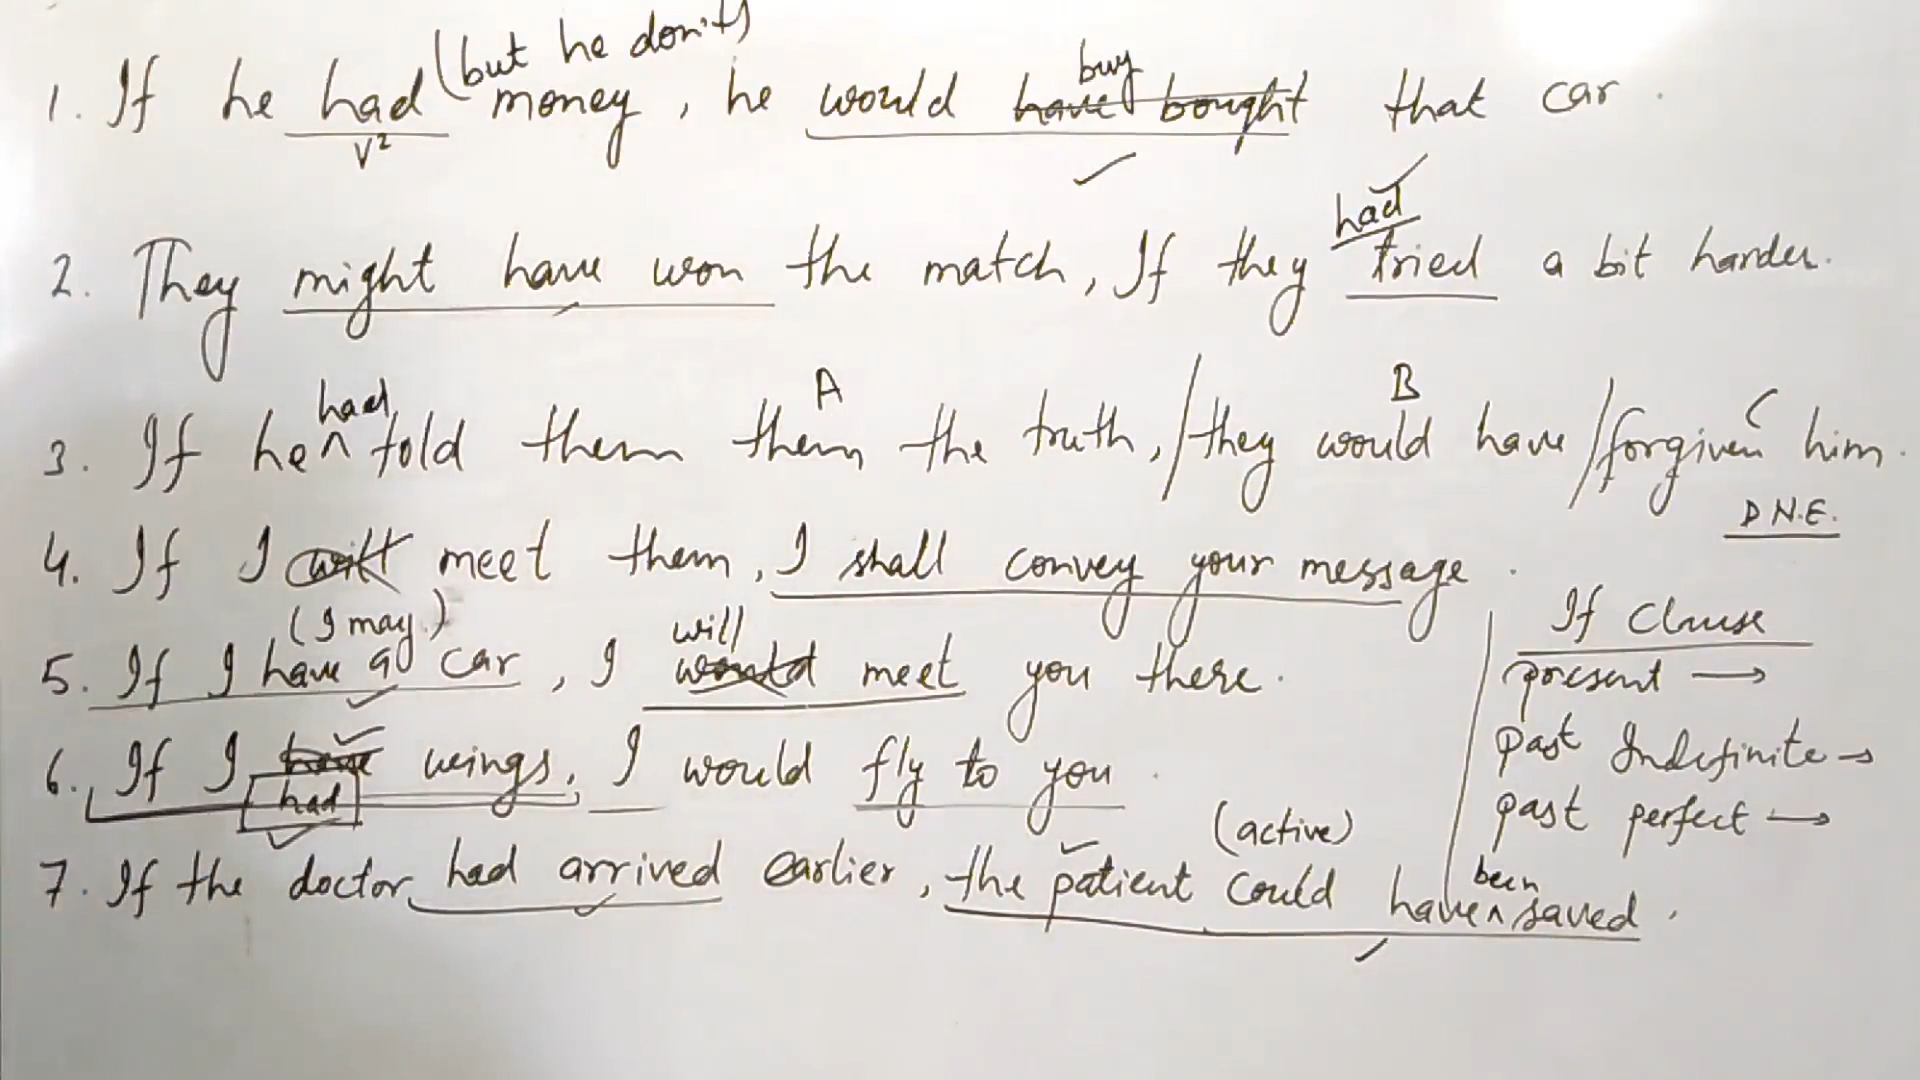 (but he don't)
buy
1. If he had money, he would have bought that car.
V²
had
2. They might have won the match, If they tried a bit harder.
had A B C
3. If he ^ told them them the truth, / they would have / forgiven him.
D N.E.
4. If I will meet them, I shall convey your message.
(I may) will
5. If I have a car, I would meet you there.
6. If I have wings, I would fly to you.
had
If Clause
present →
past Indefinite →
past perfect →
(active)
been
7. If the doctor had arrived earlier, the patient could have ^ saved.